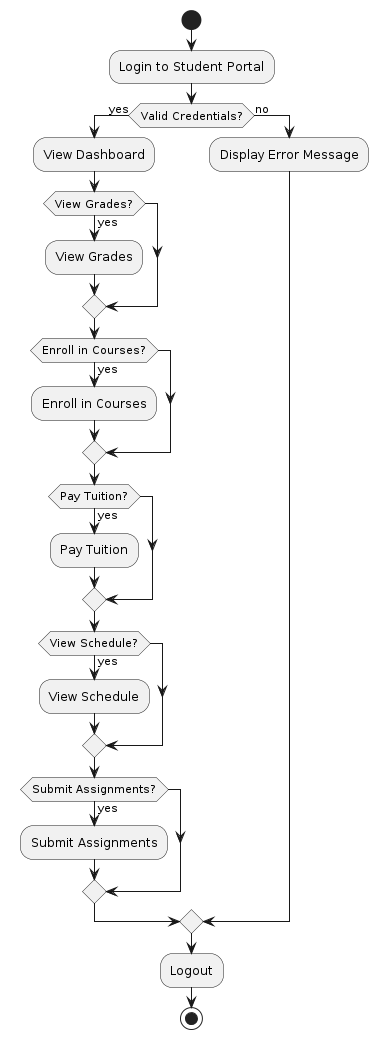 Login to Student Portal
yes
Valid Credentials?
no
View Dashboard
Display Error Message
View Grades?
yes
View Grades
Enroll in Courses?
yes
Enroll in Courses
Pay Tuition?
yes
Pay Tuition
View Schedule?
yes
View Schedule
Submit Assignments?
yes
Submit Assignments
Logout